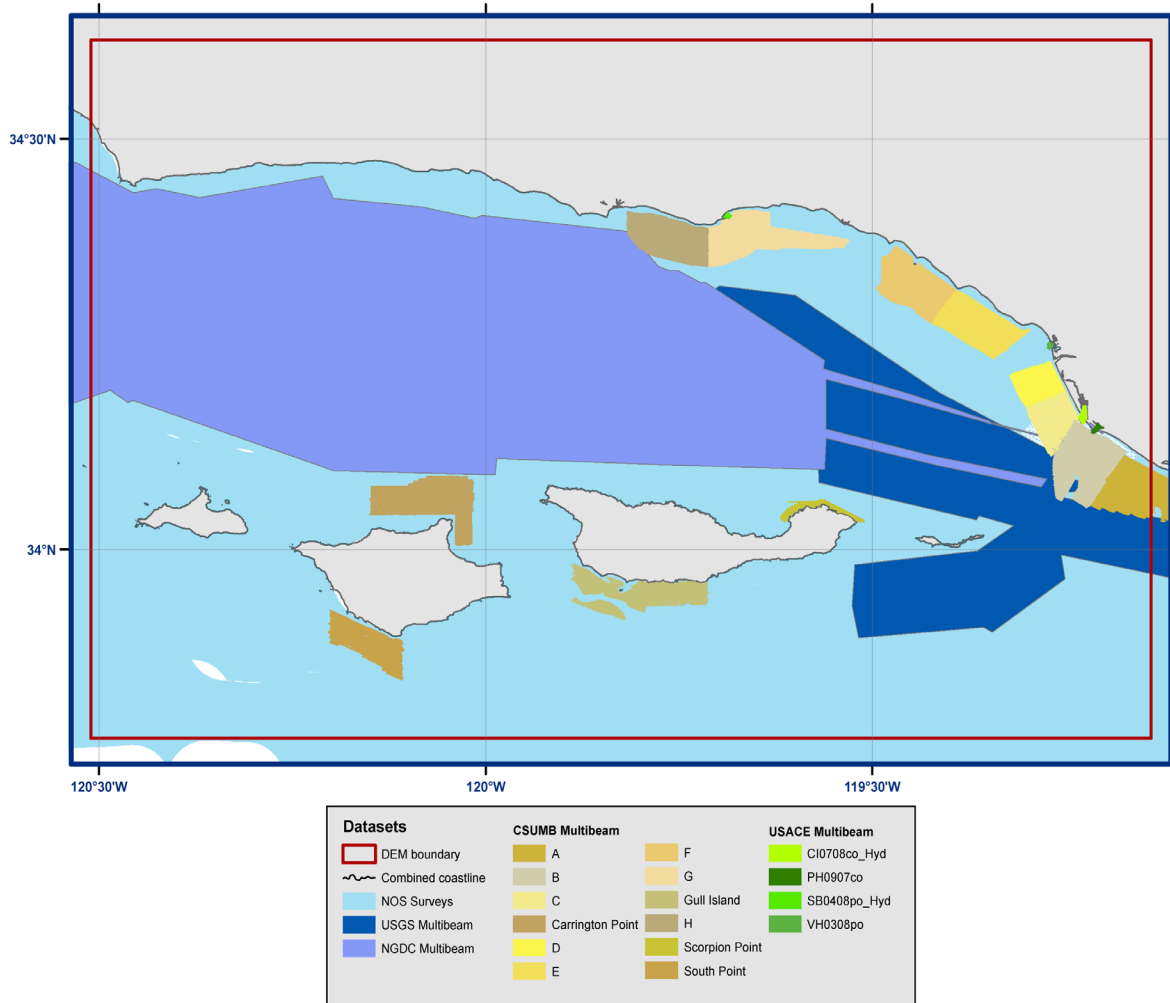 34°30'N
34°N
120°30'W
120°W
119°30'W
Datasets
DEM boundary
Combined coastline
NOS Surveys
USGS Multibeam
NGDC Multibeam
CSUMB Multibeam
A
B
C
Carrington Point
D
E
F
G
Gull Island
H
Scorpion Point
South Point
USACE Multibeam
CI0708co_Hyd
PH0907co
SB0408po_Hyd
VH0308po